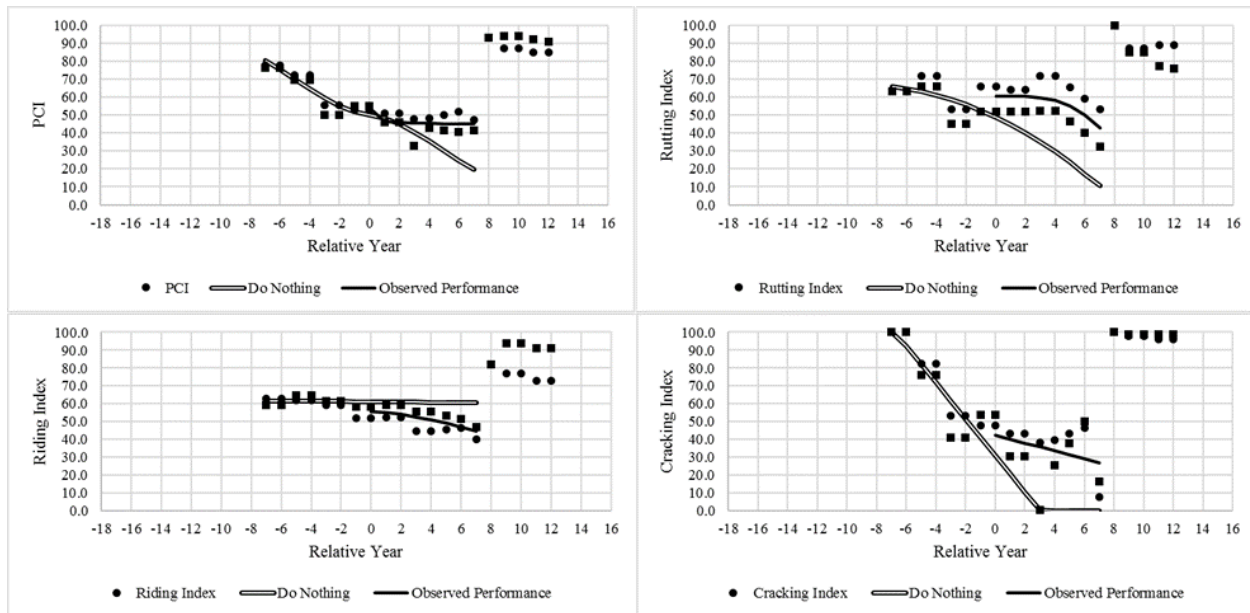 100.0
90.0
80.0
70.0
60.0
50.0
40.0
30.0
20.0
10.0
0.0
PCI
-18 -16 -14 -12 -10 -8 -6 -4 -2 0 2 4 6 8 10 12 14 16
Relative Year
PCI Do Nothing Observed Performance
100.0
90.0
80.0
70.0
60.0
50.0
40.0
30.0
20.0
10.0
0.0
Rutting Index
-18 -16 -14 -12 -10 -8 -6 -4 -2 0 2 4 6 8 10 12 14 16
Relative Year
Rutting Index Do Nothing Observed Performance
100.0
90.0
80.0
70.0
60.0
50.0
40.0
30.0
20.0
10.0
0.0
Riding Index
-18 -16 -14 -12 -10 -8 -6 -4 -2 0 2 4 6 8 10 12 14 16
Relative Year
Riding Index Do Nothing Observed Performance
100.0
90.0
80.0
70.0
60.0
50.0
40.0
30.0
20.0
10.0
0.0
Cracking Index
-18 -16 -14 -12 -10 -8 -6 -4 -2 0 2 4 6 8 10 12 14 16
Relative Year
Cracking Index Do Nothing Observed Performance